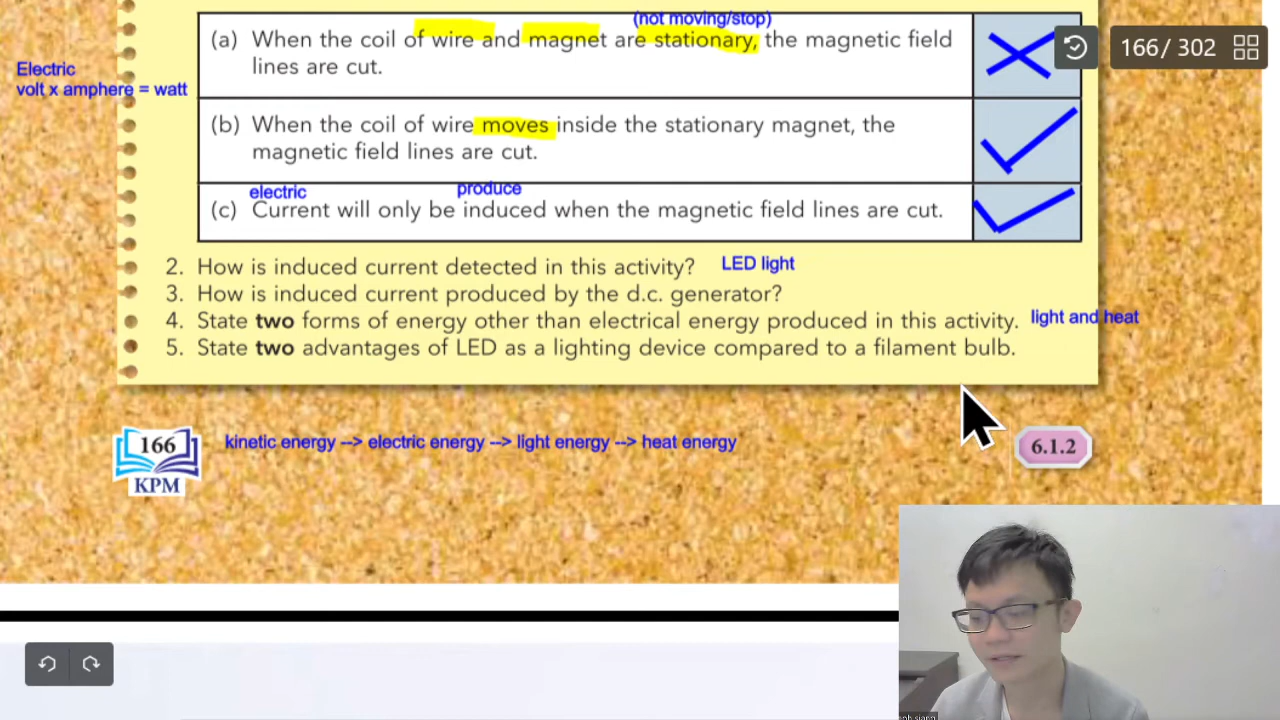 (not moving/stop)
(a) When the coil of wire and magnet are stationary, the magnetic field
lines are cut.
166/ 302
Electric
volt x amphere = watt
(b) When the coil of wire moves inside the stationary magnet, the
magnetic field lines are cut.
electric produce
(c) Current will only be induced when the magnetic field lines are cut.
2. How is induced current detected in this activity? LED light
3. How is induced current produced by the d.c. generator?
4. State two forms of energy other than electrical energy produced in this activity. light and heat
5. State two advantages of LED as a lighting device compared to a filament bulb.
166
KPM
kinetic energy --> electric energy --> light energy --> heat energy
6.1.2